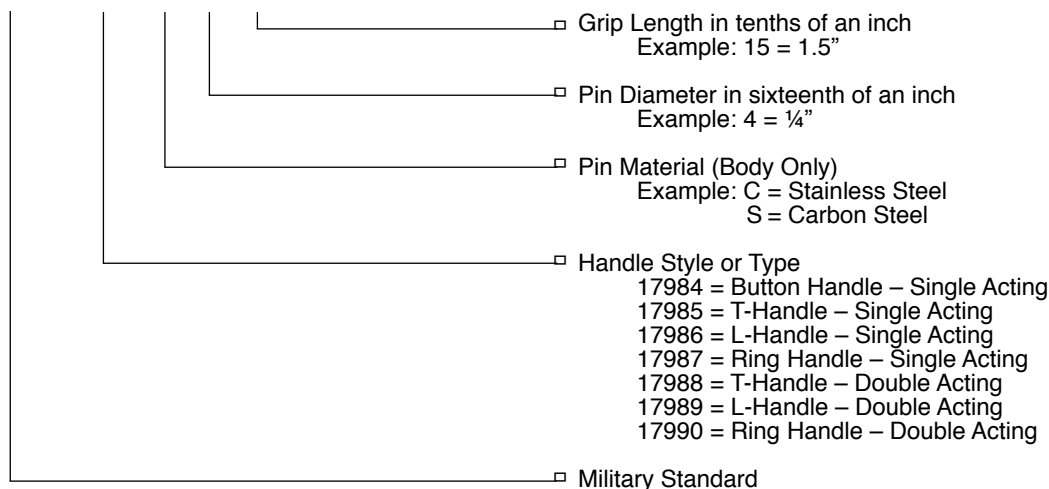 Grip Length in tenths of an inch
Example: 15 = 1.5”
Pin Diameter in sixteenth of an inch
Example: 4 = ¼”
Pin Material (Body Only)
Example: C = Stainless Steel
S = Carbon Steel
Handle Style or Type
17984 = Button Handle – Single Acting
17985 = T-Handle – Single Acting
17986 = L-Handle – Single Acting
17987 = Ring Handle – Single Acting
17988 = T-Handle – Double Acting
17989 = L-Handle – Double Acting
17990 = Ring Handle – Double Acting
Military Standard